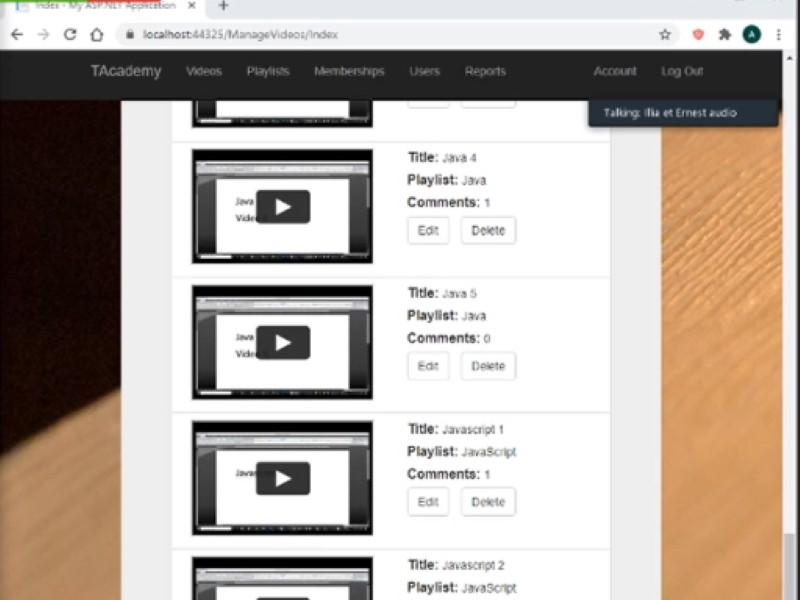 Index - My ASP.NET Application
localhost:44325/ManageVideos/Index
A
TAcademy Videos Playlists Memberships Users Reports Account Log Out
Talking: Illia et Ernest audio
Title: Java 4
Playlist: Java
Comments: 1
Edit Delete
Java
Video
Title: Java 5
Playlist: Java
Comments: 0
Edit Delete
Java
Video
Title: Javascript 1
Playlist: JavaScript
Comments: 1
Edit Delete
Title: Javascript 2
Playlist: JavaScript